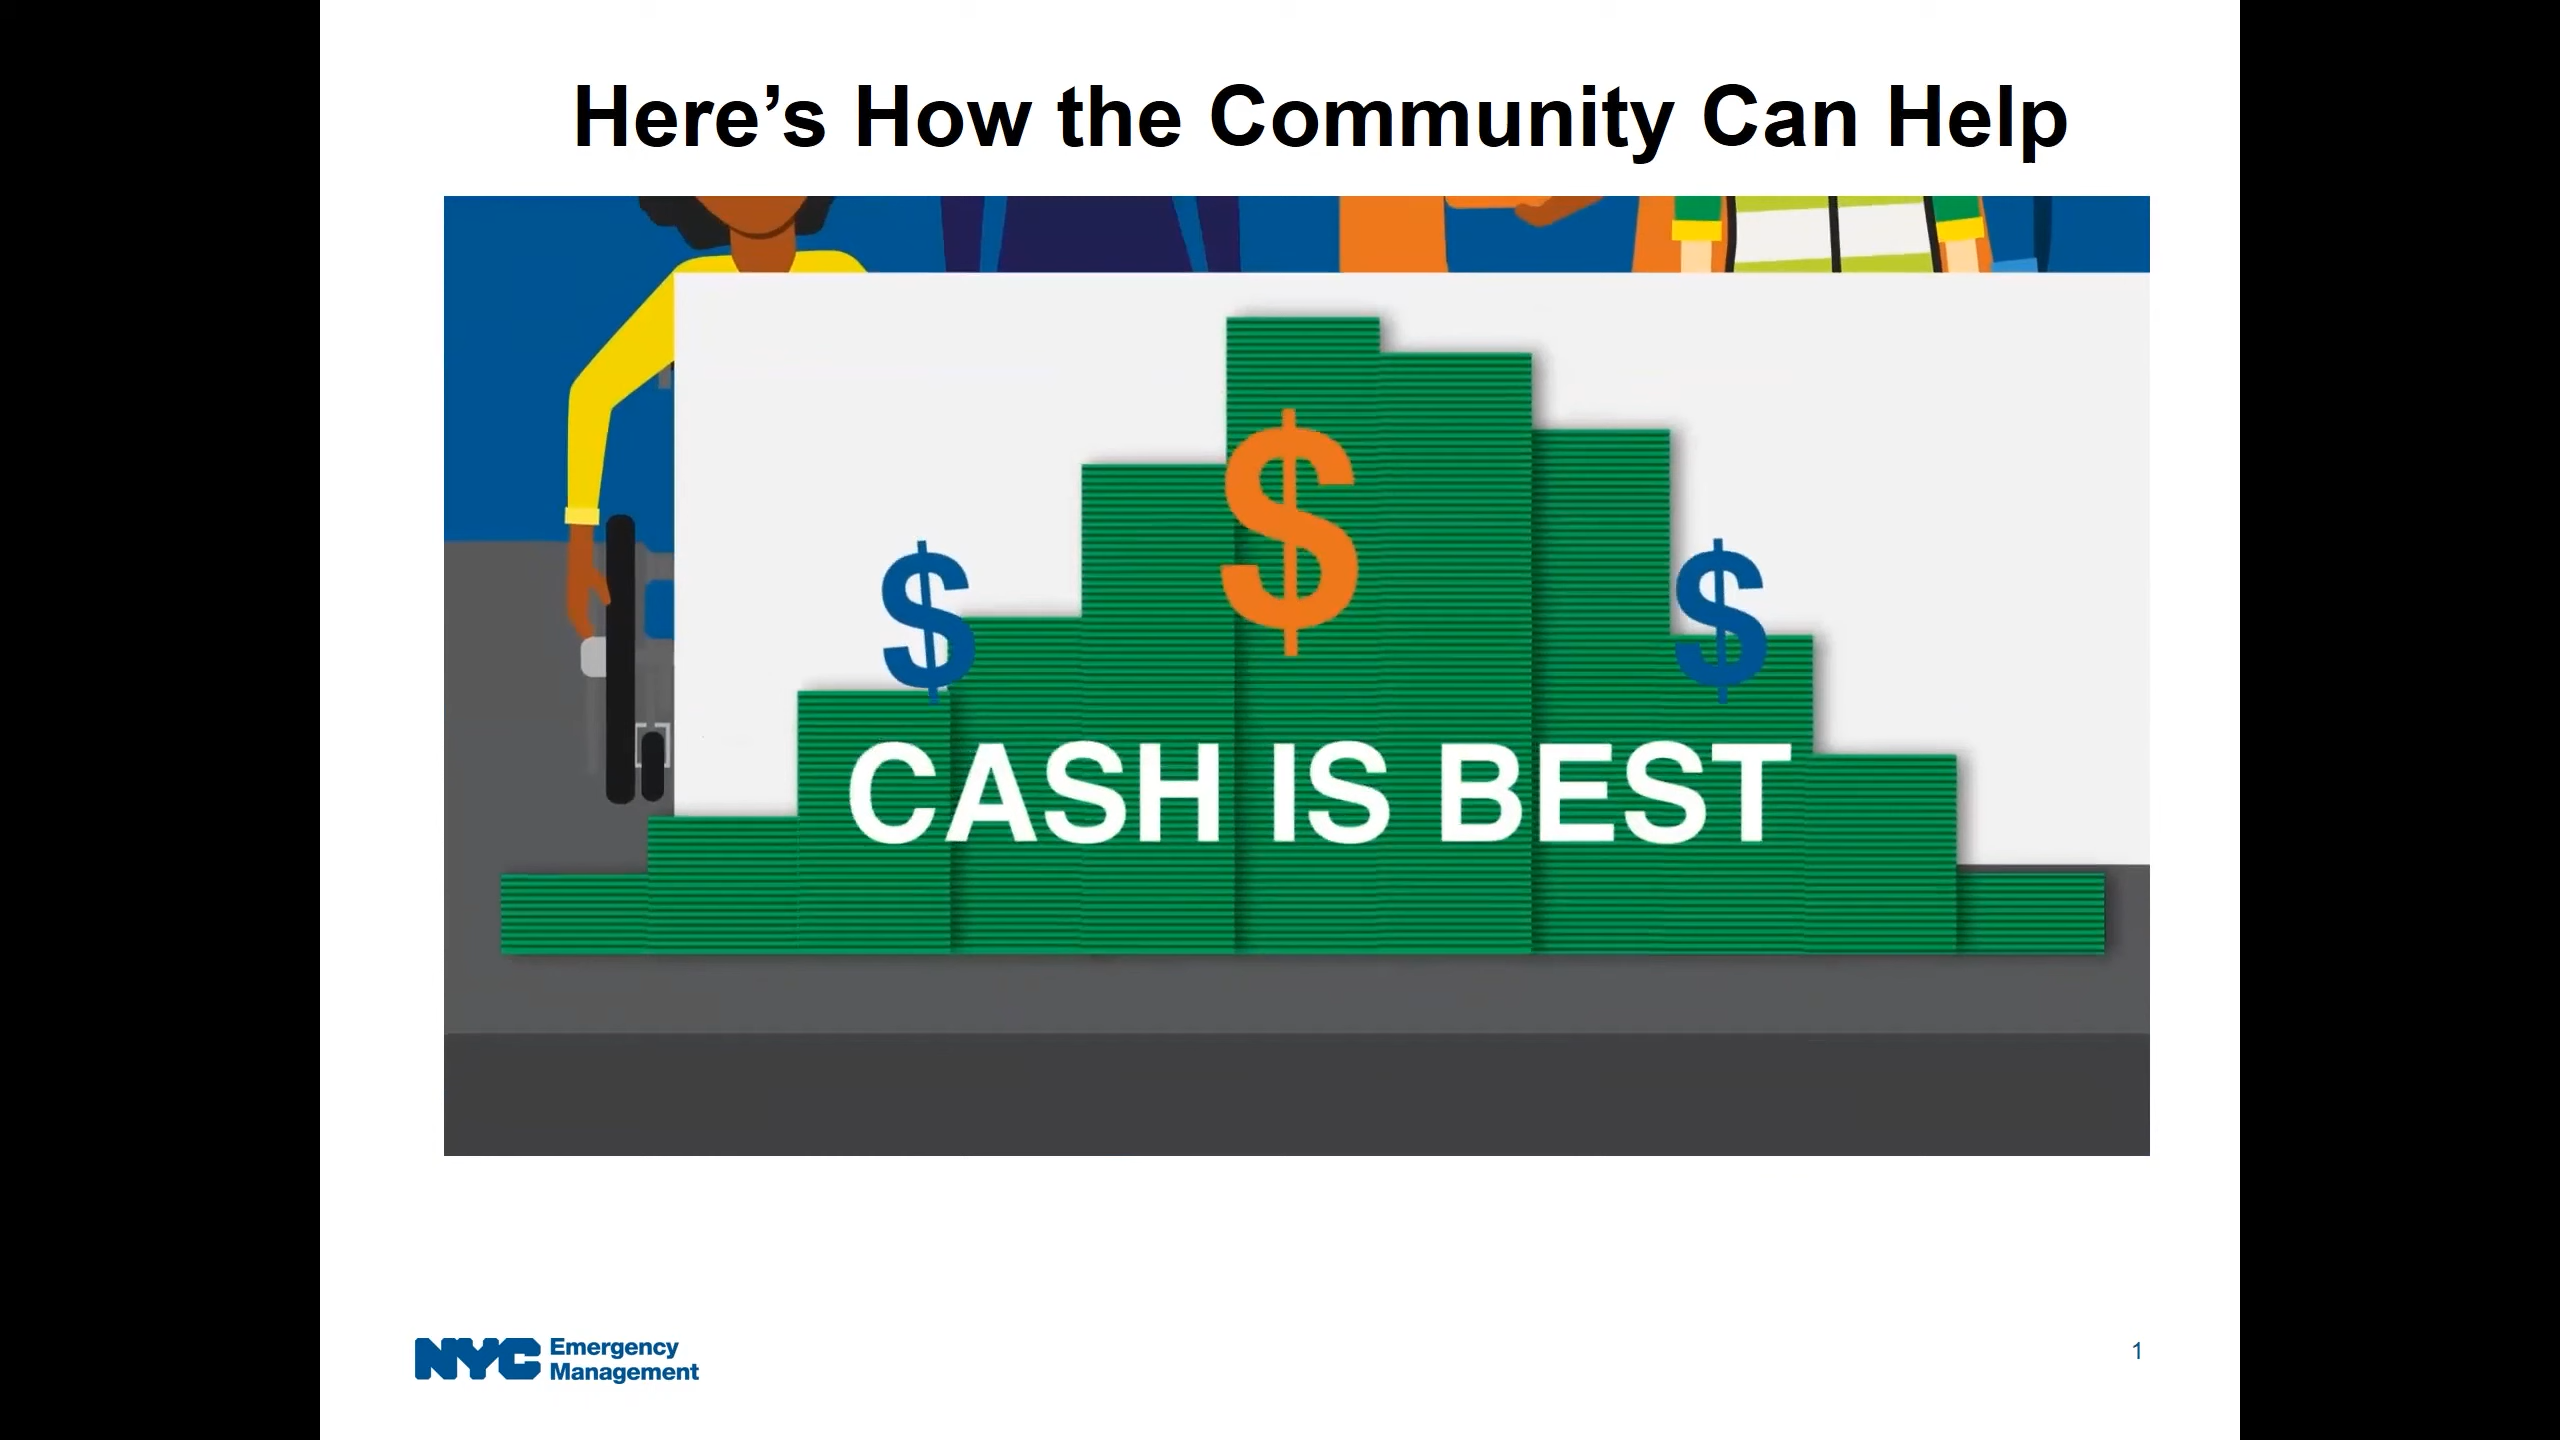 Here’s How the Community Can Help
$
$
$
CASH IS BEST
NYC Emergency
Management
1